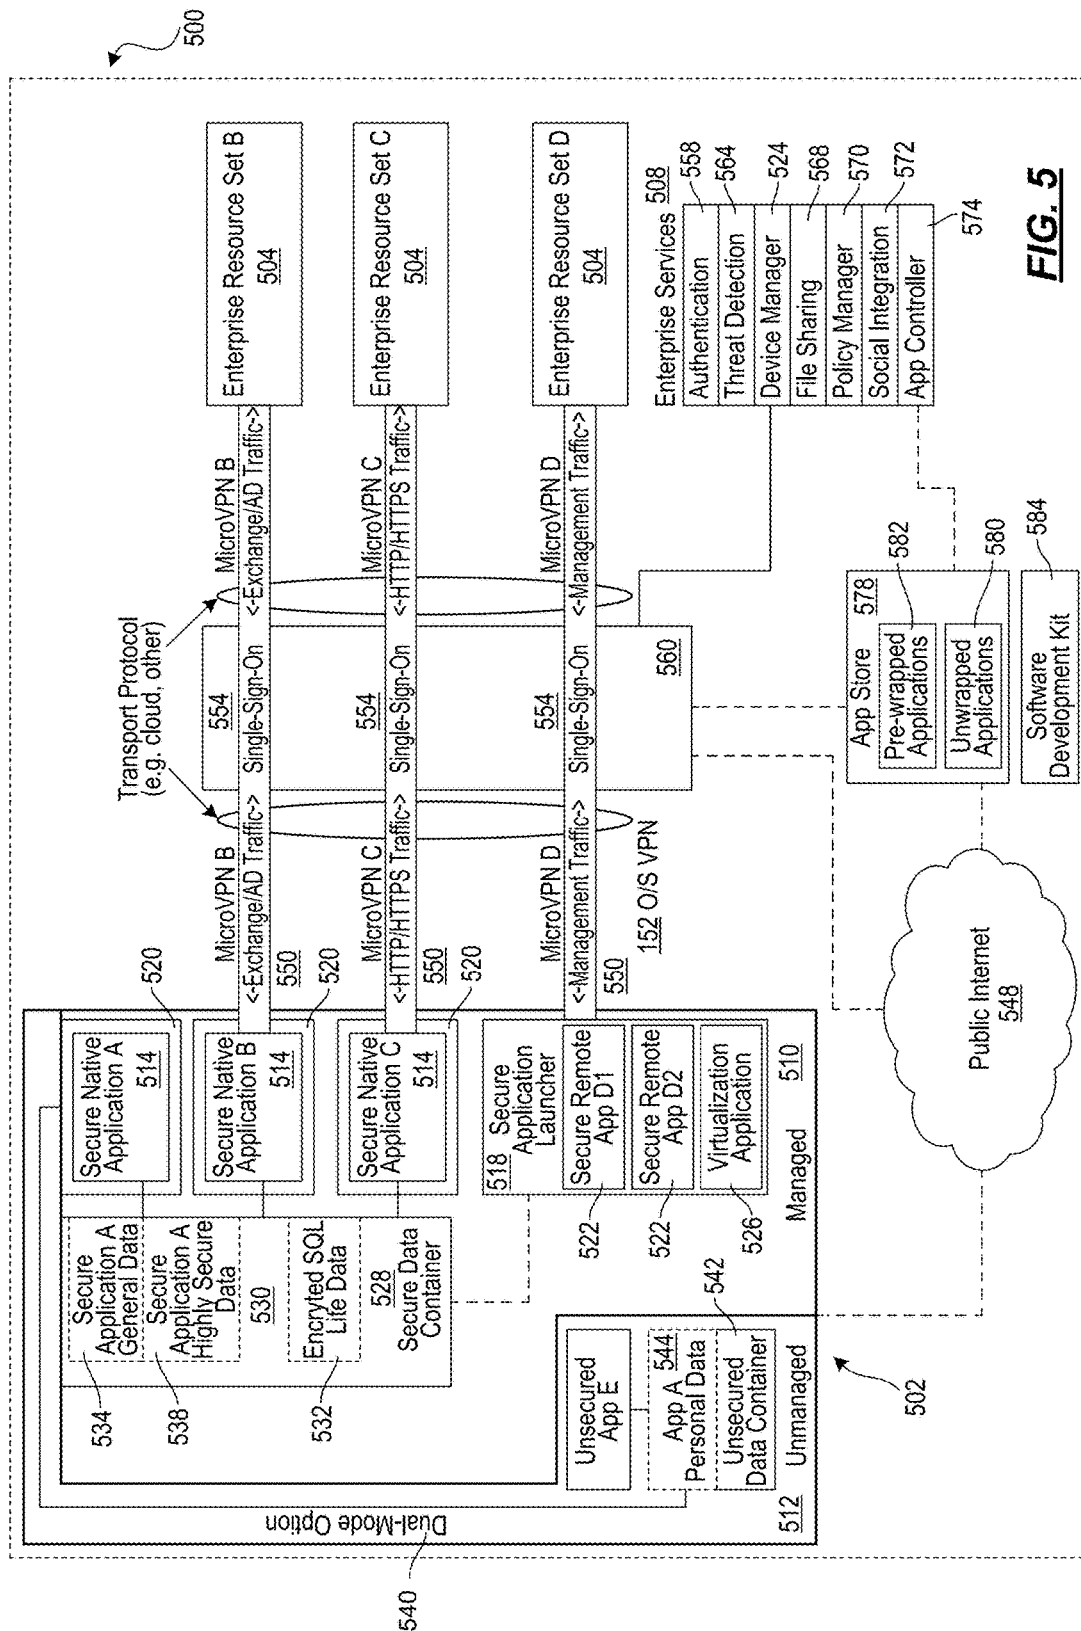 500
Enterprise Resource Set B
504
Enterprise Resource Set C
504
Enterprise Resource Set D
504
Enterprise Services 508
Authentication
558
Threat Detection
564
Device Manager
524
File Sharing
568
Policy Manager
570
Social Integration
572
App Controller
574
FIG. 5
MicroVPN B
<-Exchange/AD Traffic->
MicroVPN C
<-HTTP/HTTPS Traffic->
MicroVPN D
<-Management Traffic->
Transport Protocol
(e.g. cloud, other)
554
Single-Sign-On
554
Single-Sign-On
554
Single-Sign-On
560
App Store 578
Pre-wrapped
Applications
582
Unwrapped
Applications
580
Software
Development Kit
584
MicroVPN B
<-Exchange/AD Traffic->
550
MicroVPN C
<-HTTP/HTTPS Traffic->
550
MicroVPN D
<-Management Traffic->
550
152 O/S VPN
Public Internet
548
520
Secure Native
Application A
514
520
Secure Native
Application B
514
520
Secure Native
Application C
514
518
Secure
Application
Launcher
Secure Remote
App D1
522
Secure Remote
App D2
522
Virtualization
Application
526
Managed 510
Secure
Application A
General Data
534
Secure
Application A
Highly Secure
Data
538
530
Encryted SQL
Life Data
532
528
Secure Data
Container
Unsecured
App E
App A 544
Personal Data
Unsecured
Data Container
542
512 Unmanaged
502
Dual-Mode Option
540